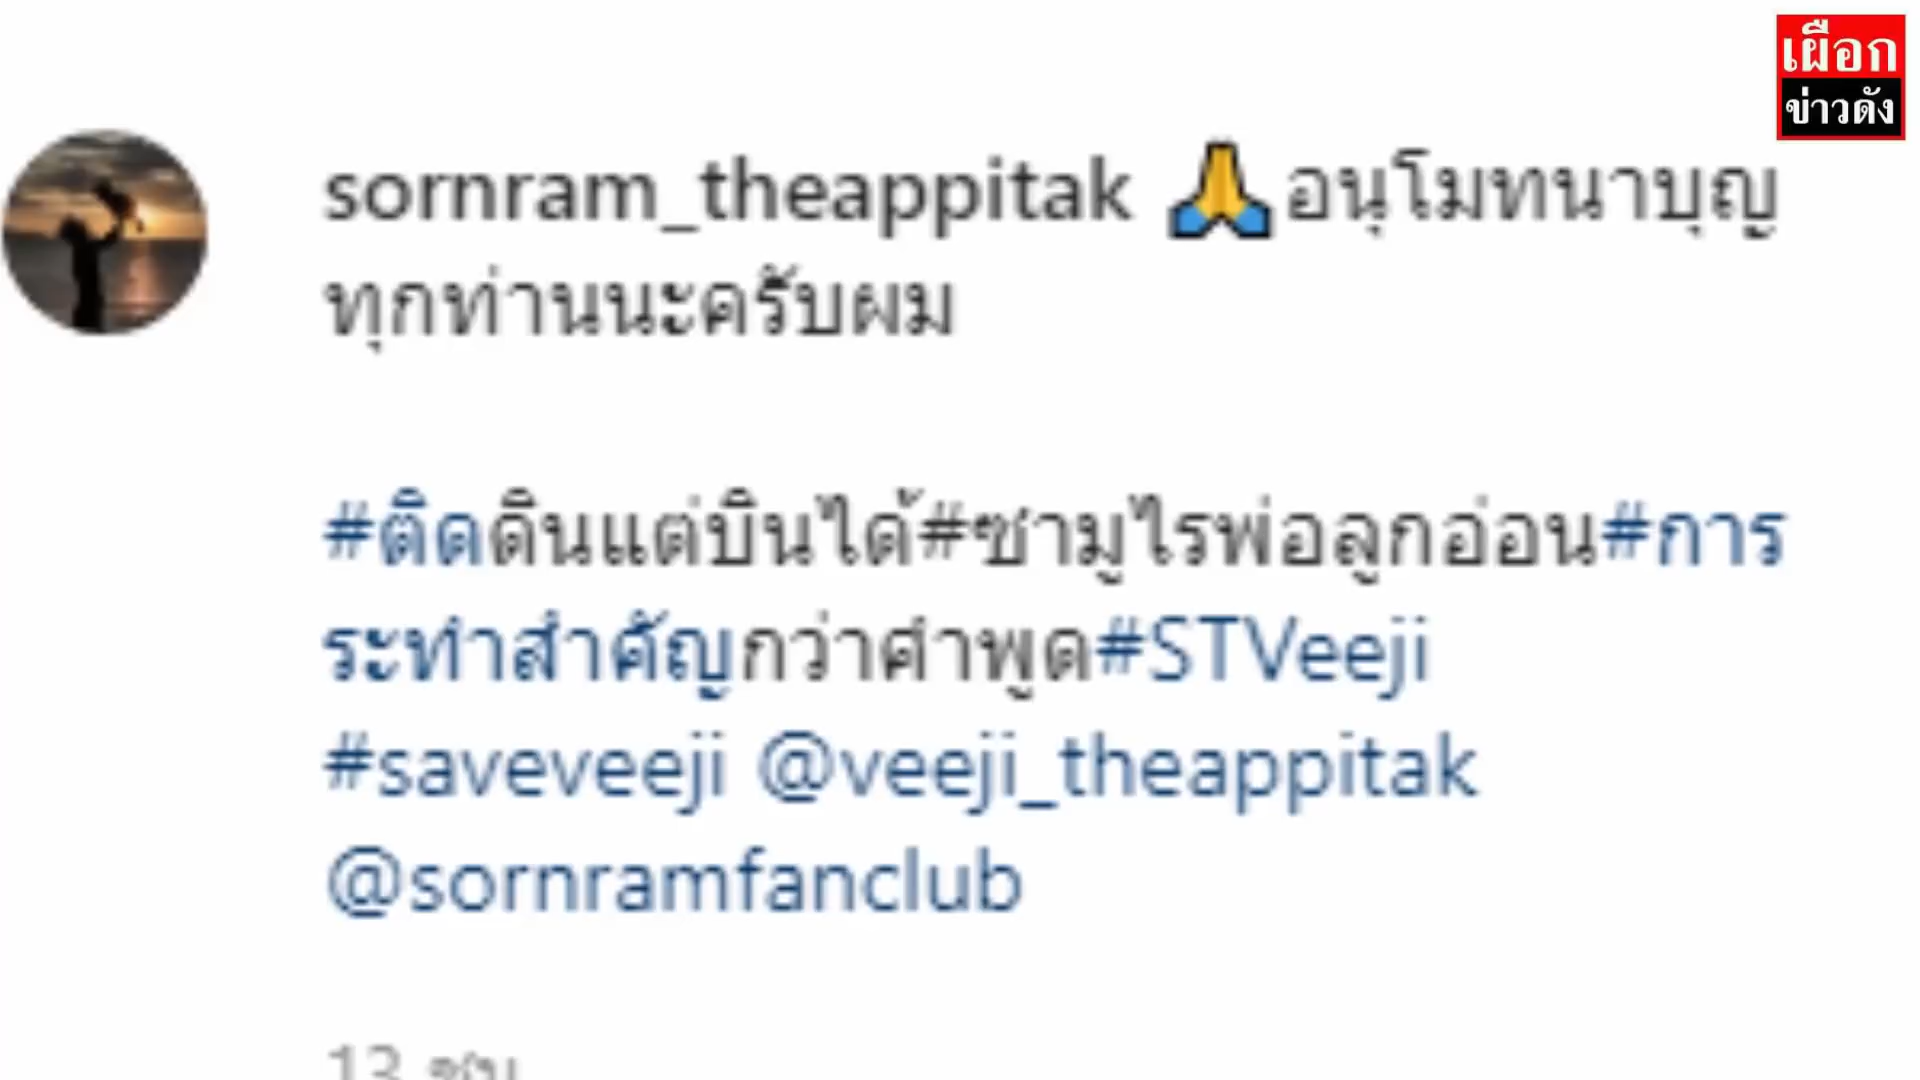 เผือก
ข่าวดัง
sornram_theappitak 🙏อนุโมทนาบุญ
ทุกท่านนะครับผม
#ติดดินแต่บินได้#ซามูไรพ่อลูกอ่อน#การ
ระทำสำคัญกว่าคำพูด#STVeeji
#saveveeji @veeji_theappitak
@sornramfanclub
13 ชม.